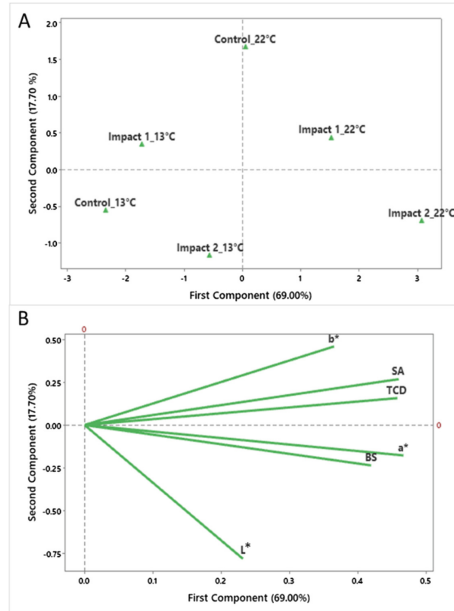 A
2.0
Control_22°C
1.5
1.0
Impact 1_22°C
0.5
Impact 1_13°C
0.0
Control_13°C
-0.5
Impact 2_22°C
Impact 2_13°C
-1.0
Second Component (17.70 %)
-3 -2 -1 0 1 2 3
First Component (69.00%)
B
0
0.50
b*
SA
0.25
TCD
0.00
0
a*
BS
-0.25
-0.50
L*
-0.75
Second Component (17.70%)
0.0 0.1 0.2 0.3 0.4 0.5
First Component (69.00%)